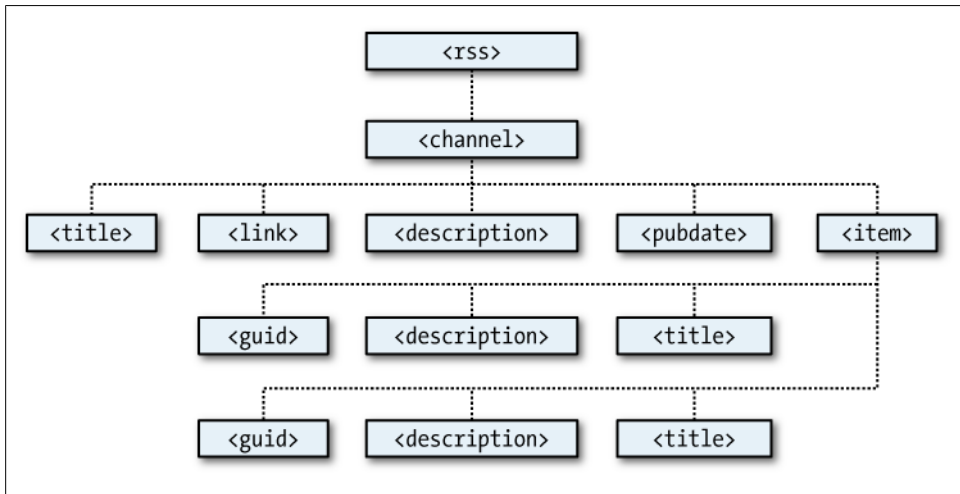 <rss>
<channel>
<title> <link> <description> <pubdate> <item>
<guid> <description> <title>
<guid> <description> <title>